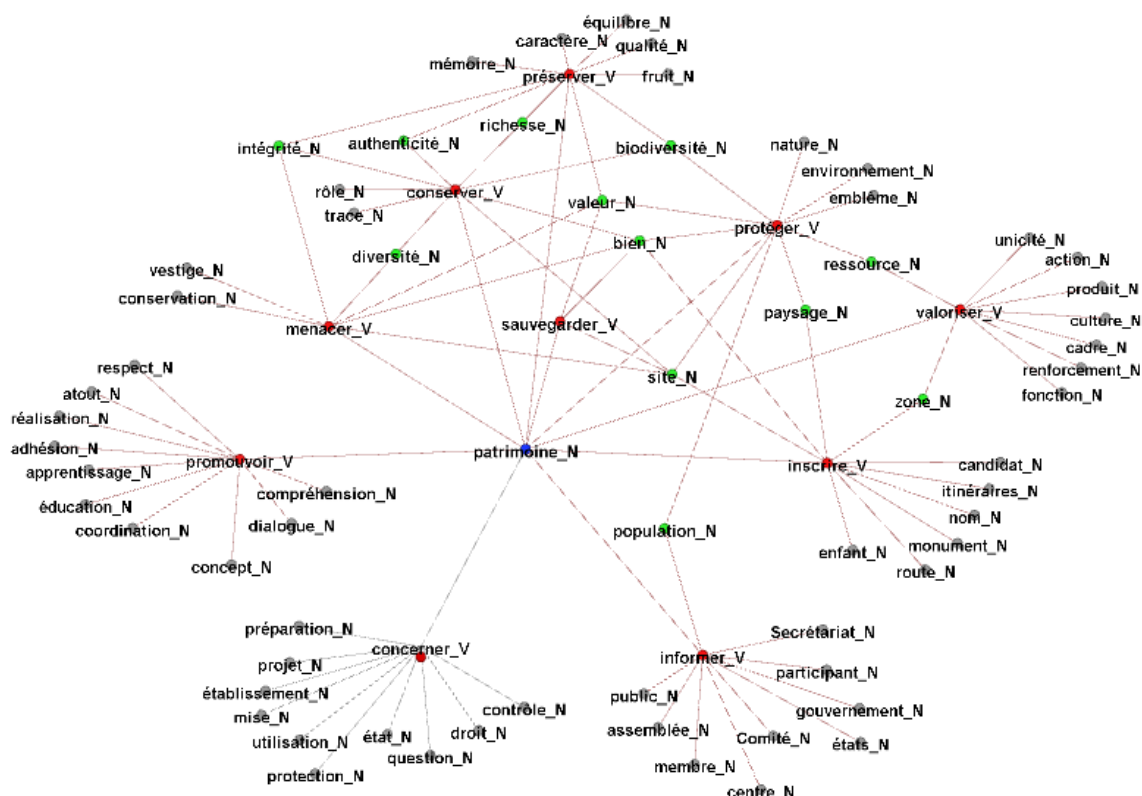 équilibre_N
caractère_N
qualité_N
mémoire_N
préserver_V
fruit_N
richesse_N
authenticité_N
intégrité_N
biodiversité_N
nature_N
environnement_N
rôle_N
conserver_V
emblème_N
trace_N
valeur_N
protéger_V
bien_N
unicité_N
diversité_N
ressource_N
action_N
vestige_N
produit_N
conservation_N
paysage_N
valoriser_V
menacer_V
sauvegarder_V
culture_N
cadre_N
respect_N
site_N
renforcement_N
atout_N
zone_N
fonction_N
réalisation_N
adhésion_N
promouvoir_V
patrimoine_N
inscrire_V
candidat_N
apprentissage_N
compréhension_N
itinéraires_N
éducation_N
nom_N
coordination_N
dialogue_N
population_N
enfant_N
monument_N
concept_N
route_N
préparation_N
Secrétariat_N
concerner_V
informer_V
projet_N
participant_N
établissement_N
public_N
mise_N
contrôle_N
gouvernement_N
utilisation_N
état_N
droit_N
assemblée_N
Comité_N
états_N
question_N
protection_N
membre_N
centre_N